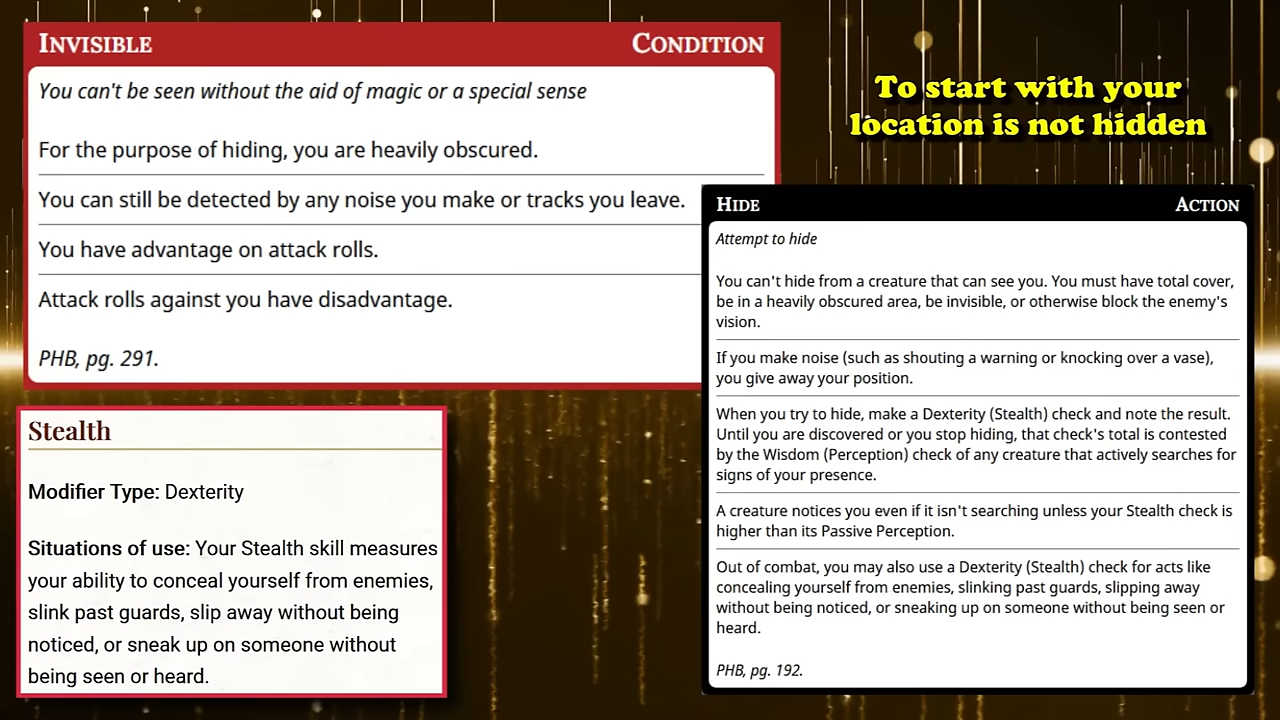 INVISIBLE CONDITION
You can't be seen without the aid of magic or a special sense
For the purpose of hiding, you are heavily obscured.
You can still be detected by any noise you make or tracks you leave.
You have advantage on attack rolls.
Attack rolls against you have disadvantage.
PHB, pg. 291.
To start with your
location is not hidden
HIDE ACTION
Attempt to hide
You can't hide from a creature that can see you. You must have total cover,
be in a heavily obscured area, be invisible, or otherwise block the enemy's
vision.
If you make noise (such as shouting a warning or knocking over a vase),
you give away your position.
When you try to hide, make a Dexterity (Stealth) check and note the result.
Until you are discovered or you stop hiding, that check's total is contested
by the Wisdom (Perception) check of any creature that actively searches for
signs of your presence.
A creature notices you even if it isn't searching unless your Stealth check is
higher than its Passive Perception.
Out of combat, you may also use a Dexterity (Stealth) check for acts like
concealing yourself from enemies, slinking past guards, slipping away
without being noticed, or sneaking up on someone without being seen or
heard.
PHB, pg. 192.
Stealth
Modifier Type: Dexterity
Situations of use: Your Stealth skill measures
your ability to conceal yourself from enemies,
slink past guards, slip away without being
noticed, or sneak up on someone without
being seen or heard.